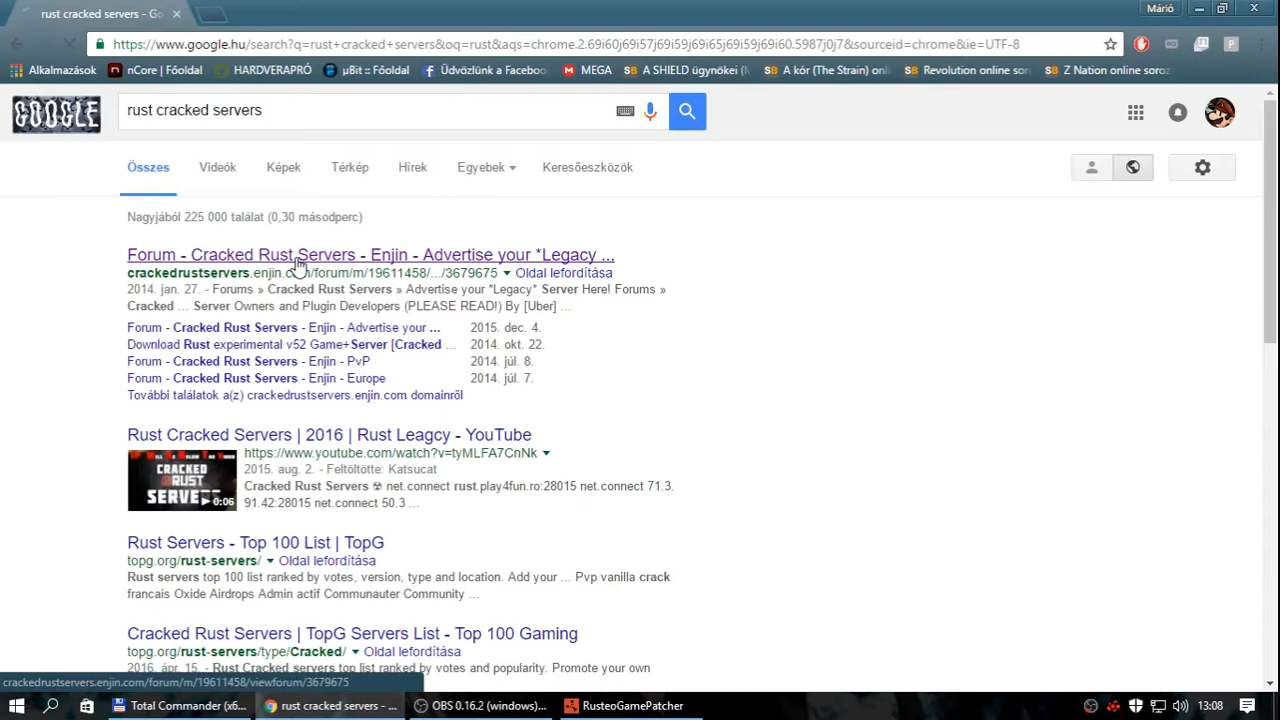 rust cracked servers - Go
Márió
https://www.google.hu/search?q=rust+cracked+servers&oq=rust&aqs=chrome.2.69i60j69i57j69i59j69i65j69i59j69i60.5987j0j7&sourceid=chrome&ie=UTF-8
Alkalmazások nCore | Főoldal HARDVERAPRÓ µBit :: Főoldal Üdvözlünk a Faceboo MEGA A SHIELD ügynökei (M A kór (The Strain) onli Revolution online sor Z Nation online soroz
GOOGLE
rust cracked servers
Összes Videók Képek Térkép Hírek Egyebek Keresőeszközök
Nagyjából 225 000 találat (0,30 másodperc)
Forum - Cracked Rust Servers - Enjin - Advertise your *Legacy ...
crackedrustservers.enjin.com/forum/m/19611458/.../3679675 Oldal lefordítása
2014. jan. 27. - Forums » Cracked Rust Servers » Advertise your *Legacy* Server Here! Forums »
Cracked ... Server Owners and Plugin Developers (PLEASE READ!) By [Uber] ...
Forum - Cracked Rust Servers - Enjin - Advertise your ... 2015. dec. 4.
Download Rust experimental v52 Game+Server [Cracked ... 2014. okt. 22.
Forum - Cracked Rust Servers - Enjin - PvP 2014. júl. 8.
Forum - Cracked Rust Servers - Enjin - Europe 2014. júl. 7.
További találatok a(z) crackedrustservers.enjin.com domainről
Rust Cracked Servers | 2016 | Rust Leagcy - YouTube
https://www.youtube.com/watch?v=tyMLFA7CnNk
2015. aug. 2. - Feltöltötte: Katsucat
Cracked Rust Servers ☢ net.connect rust.play4fun.ro:28015 net.connect 71.3.
91.42:28015 net.connect 50.3 ...
CRACKED
RUST
SERVE
0:06
Rust Servers - Top 100 List | TopG
topg.org/rust-servers/ Oldal lefordítása
Rust servers top 100 list ranked by votes, version, type and location. Add your ... Pvp vanilla crack
francais Oxide Airdrops Admin actif Communauter Community ...
Cracked Rust Servers | TopG Servers List - Top 100 Gaming
topg.org/rust-servers/type/Cracked/ Oldal lefordítása
2016. ápr. 15. - Rust Cracked servers top list ranked by votes and popularity. Promote your own
crackedrustservers.enjin.com/forum/m/19611458/viewforum/3679675
Total Commander (x6... rust cracked servers - ... OBS 0.16.2 (windows)... RusteoGamePatcher 13:08